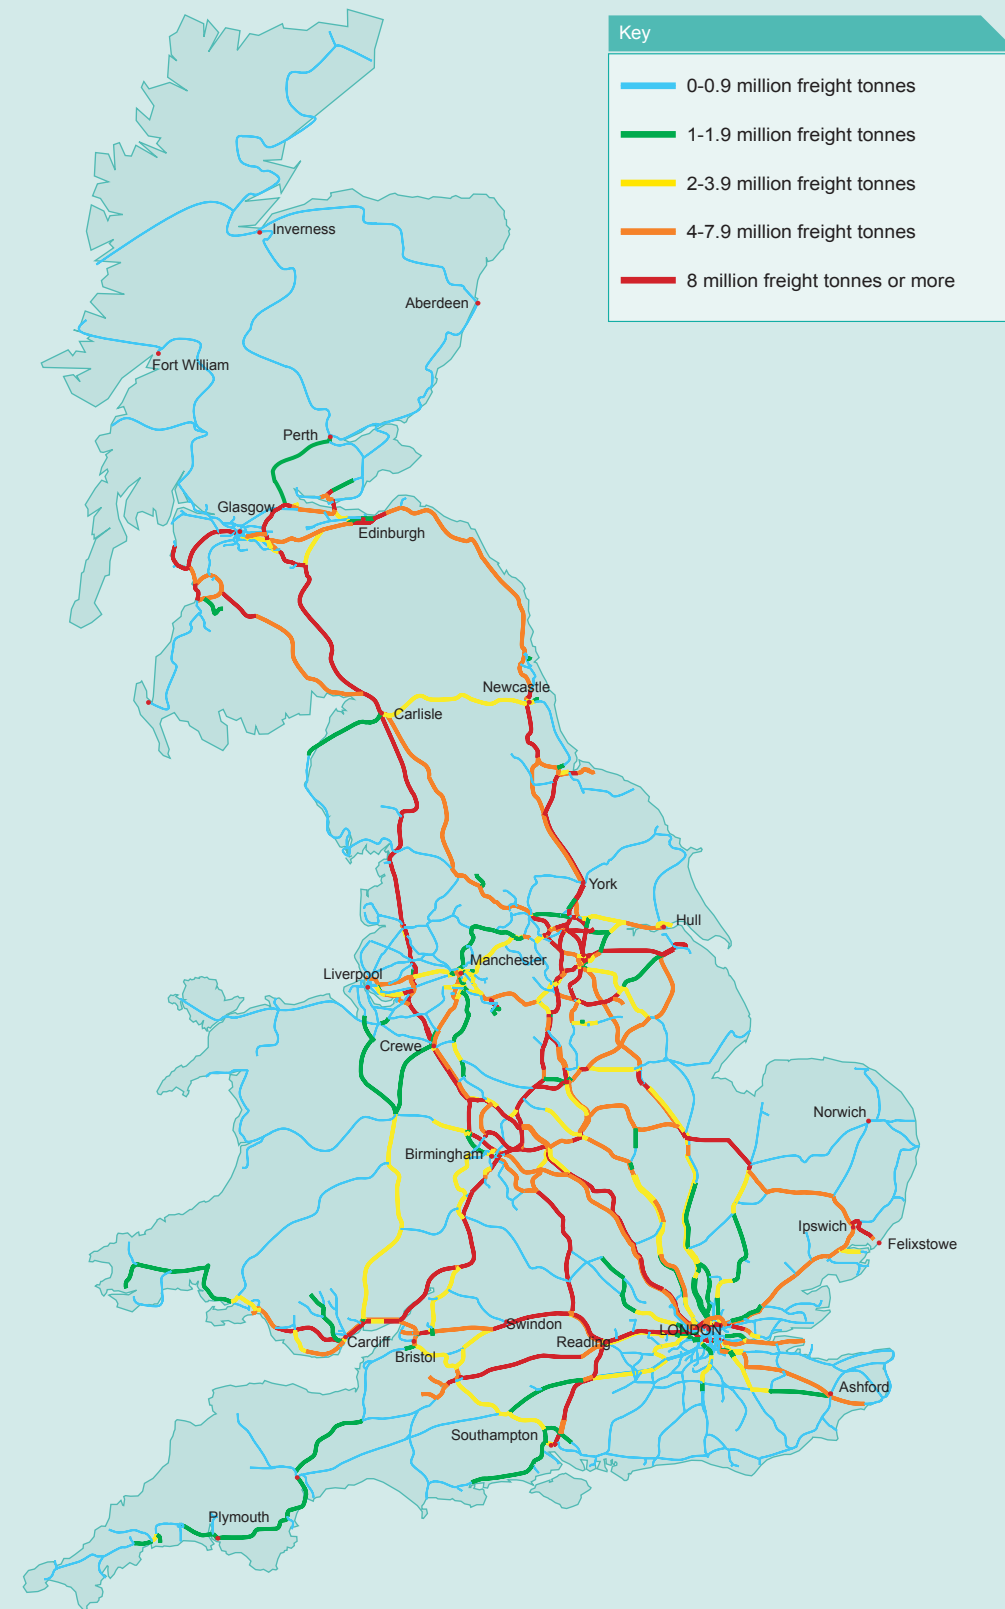 Key
0-0.9 million freight tonnes
1-1.9 million freight tonnes
2-3.9 million freight tonnes
4-7.9 million freight tonnes
8 million freight tonnes or more
Inverness
Aberdeen
Fort William
Perth
Glasgow
Edinburgh
Newcastle
Carlisle
York
Hull
Manchester
Liverpool
Crewe
Norwich
Birmingham
Ipswich
Felixstowe
Swindon
LONDON
Reading
Cardiff
Bristol
Ashford
Southampton
Plymouth